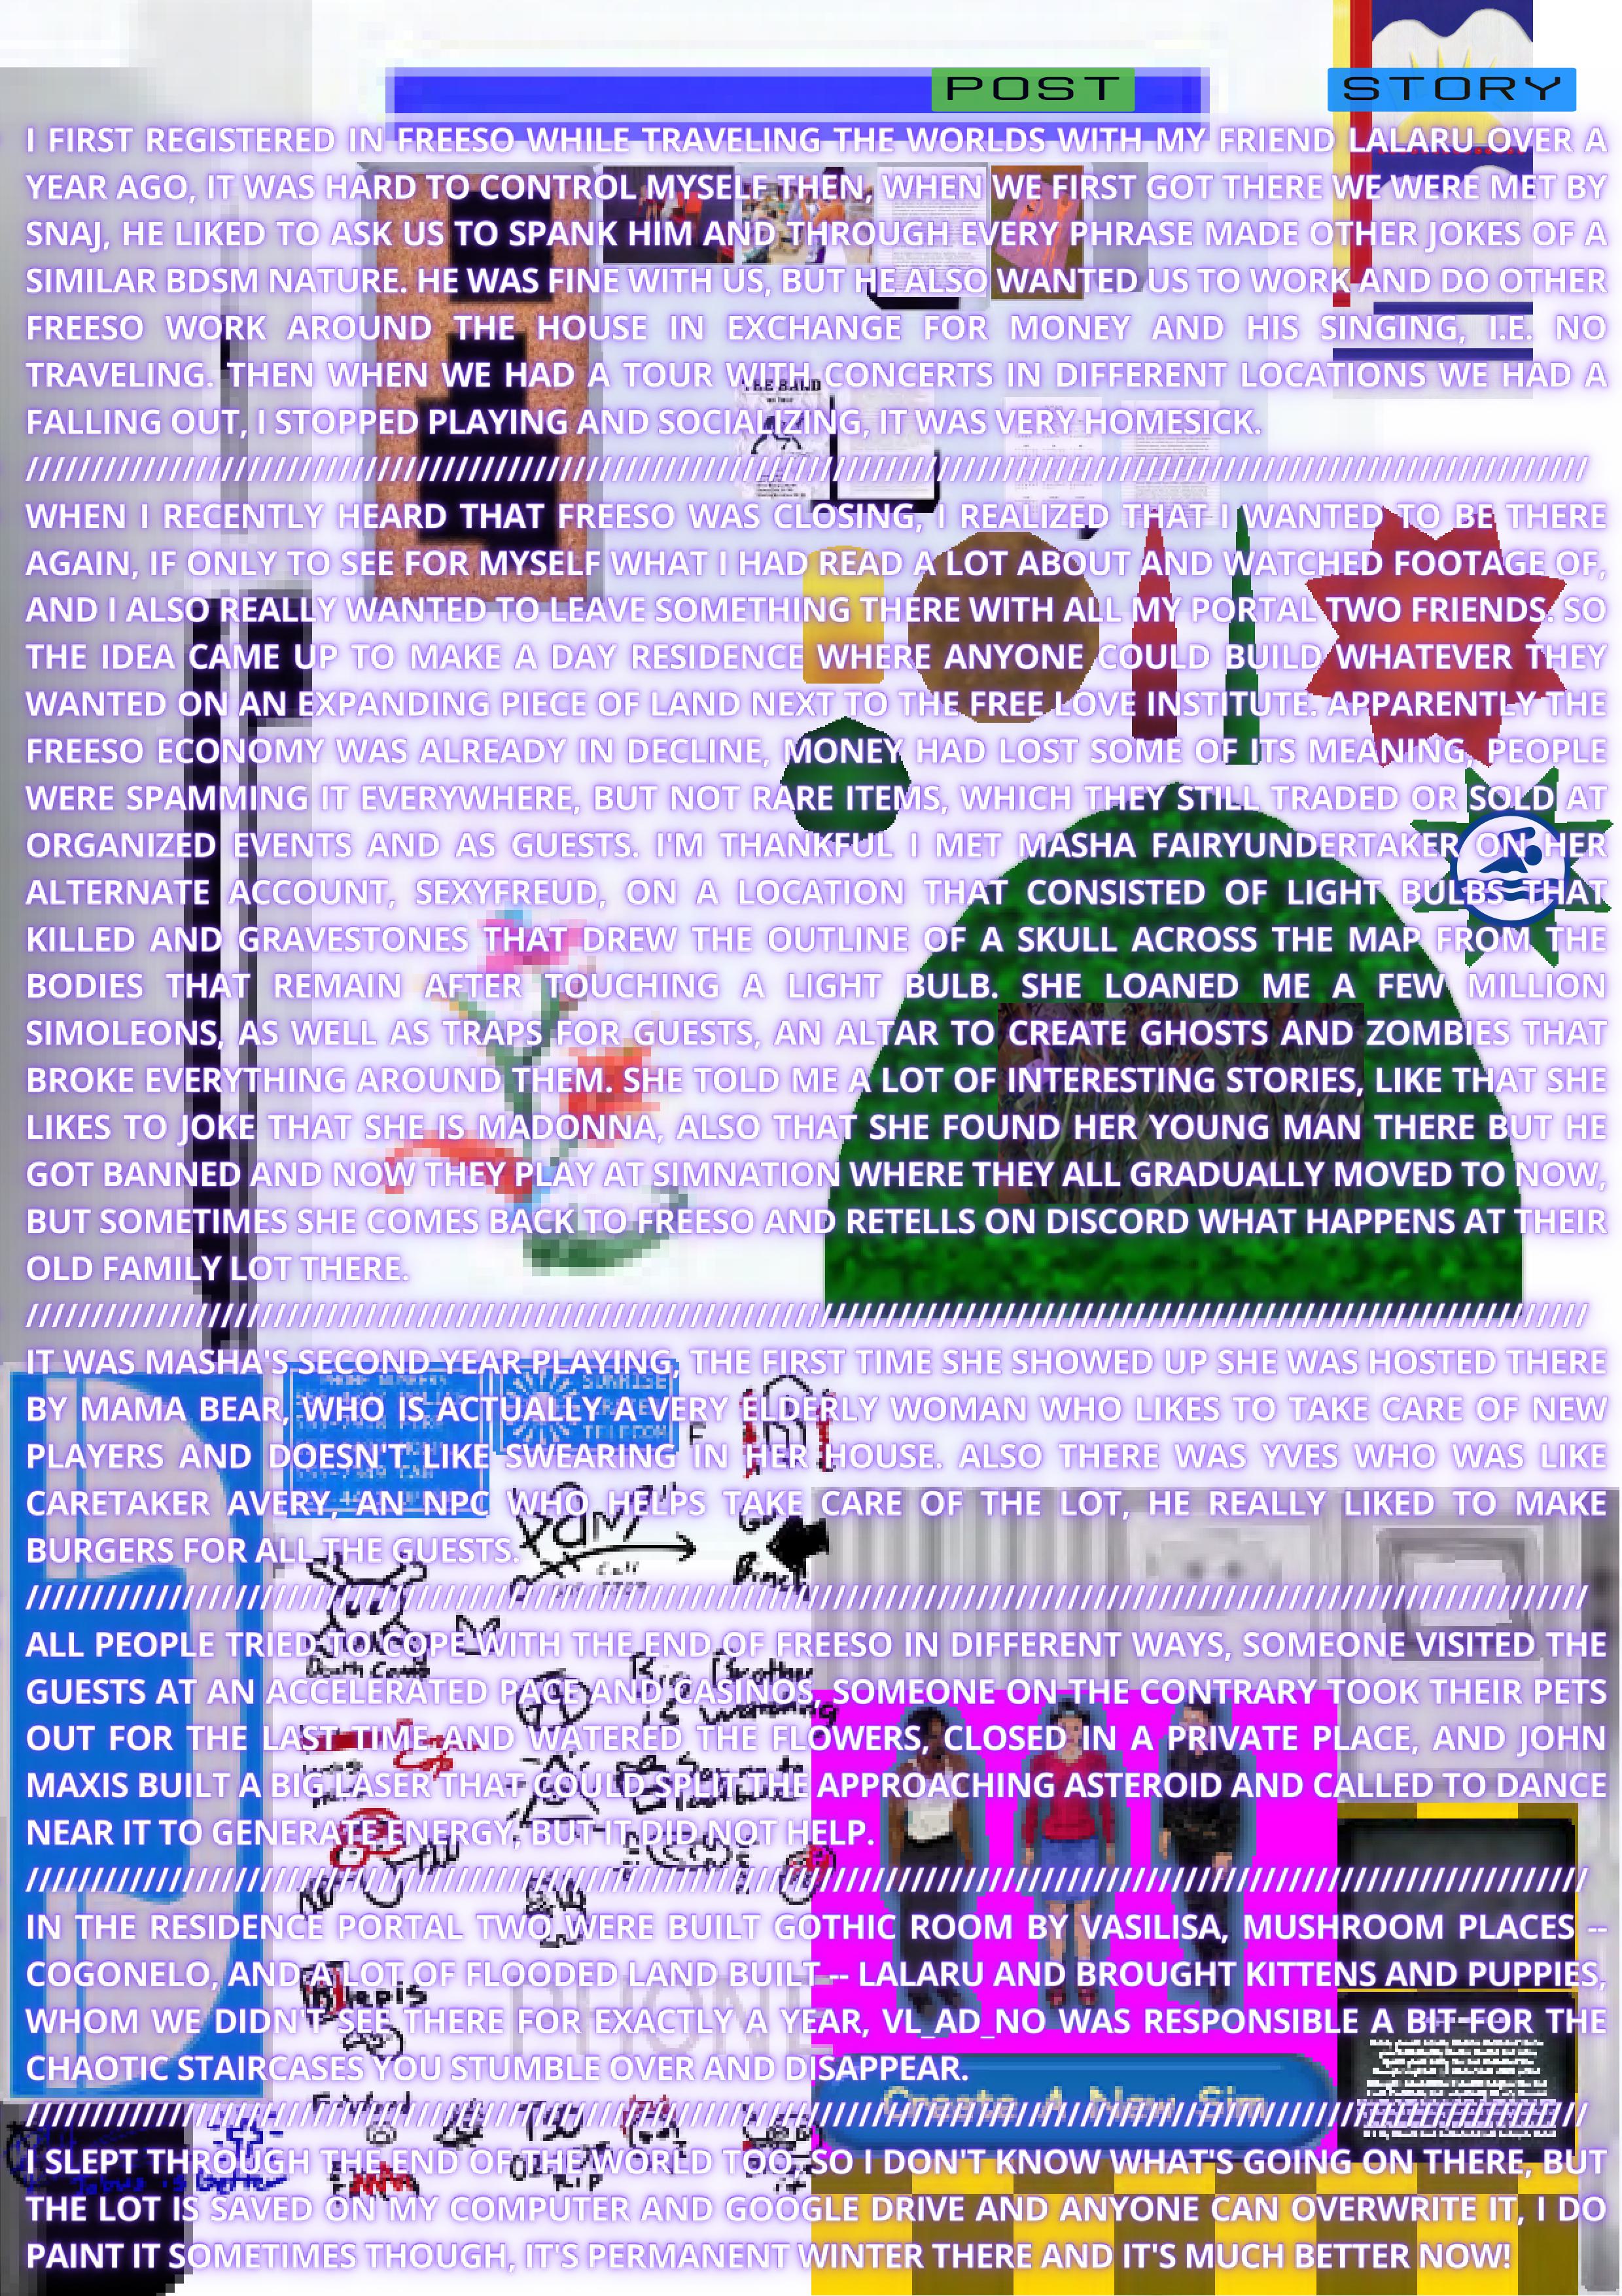 POST STORY
I FIRST REGISTERED IN FREESO WHILE TRAVELING THE WORLDS WITH MY FRIEND LALARU OVER A
YEAR AGO, IT WAS HARD TO CONTROL MYSELF THEN, WHEN WE FIRST GOT THERE WE WERE MET BY
SNAJ, HE LIKED TO ASK US TO SPANK HIM AND THROUGH EVERY PHRASE MADE OTHER JOKES OF A
SIMILAR BDSM NATURE. HE WAS FINE WITH US, BUT HE ALSO WANTED US TO WORK AND DO OTHER
FREESO WORK AROUND THE HOUSE IN EXCHANGE FOR MONEY AND HIS SINGING, I.E. NO
TRAVELING. THEN WHEN WE HAD A TOUR WITH CONCERTS IN DIFFERENT LOCATIONS WE HAD A
FALLING OUT, I STOPPED PLAYING AND SOCIALIZING, IT WAS VERY HOMESICK.
WHEN I RECENTLY HEARD THAT FREESO WAS CLOSING, I REALIZED THAT I WANTED TO BE THERE
AGAIN, IF ONLY TO SEE FOR MYSELF WHAT I HAD READ A LOT ABOUT AND WATCHED FOOTAGE OF,
AND I ALSO REALLY WANTED TO LEAVE SOMETHING THERE WITH ALL MY PORTAL TWO FRIENDS. SO
THE IDEA CAME UP TO MAKE A DAY RESIDENCE WHERE ANYONE COULD BUILD WHATEVER THEY
WANTED ON AN EXPANDING PIECE OF LAND NEXT TO THE FREE LOVE INSTITUTE. APPARENTLY THE
FREESO ECONOMY WAS ALREADY IN DECLINE, MONEY HAD LOST SOME OF ITS MEANING, PEOPLE
WERE SPAMMING IT EVERYWHERE, BUT NOT RARE ITEMS, WHICH THEY STILL TRADED OR SOLD AT
ORGANIZED EVENTS AND AS GUESTS. I'M THANKFUL I MET MASHA FAIRYUNDERTAKER ON HER
ALTERNATE ACCOUNT, SEXYFREUD, ON A LOCATION THAT CONSISTED OF LIGHT BULBS THAT
KILLED AND GRAVESTONES THAT DREW THE OUTLINE OF A SKULL ACROSS THE MAP FROM THE
BODIES THAT REMAIN AFTER TOUCHING A LIGHT BULB. SHE LOANED ME A FEW MILLION
SIMOLEONS, AS WELL AS TRAPS FOR GUESTS, AN ALTAR TO CREATE GHOSTS AND ZOMBIES THAT
BROKE EVERYTHING AROUND THEM. SHE TOLD ME A LOT OF INTERESTING STORIES, LIKE THAT SHE
LIKES TO JOKE THAT SHE IS MADONNA, ALSO THAT SHE FOUND HER YOUNG MAN THERE BUT HE
GOT BANNED AND NOW THEY PLAY AT SIMNATION WHERE THEY ALL GRADUALLY MOVED TO NOW,
BUT SOMETIMES SHE COMES BACK TO FREESO AND RETELLS ON DISCORD WHAT HAPPENS AT THEIR
OLD FAMILY LOT THERE.
IT WAS MASHA'S SECOND YEAR PLAYING, THE FIRST TIME SHE SHOWED UP SHE WAS HOSTED THERE
BY MAMA BEAR, WHO IS ACTUALLY A VERY ELDERLY WOMAN WHO LIKES TO TAKE CARE OF NEW
PLAYERS AND DOESN'T LIKE SWEARING IN HER HOUSE. ALSO THERE WAS YVES WHO WAS LIKE
CARETAKER AVERY, AN NPC WHO HELPS TAKE CARE OF THE LOT, HE REALLY LIKED TO MAKE
BURGERS FOR ALL THE GUESTS.
ALL PEOPLE TRIED TO COPE WITH THE END OF FREESO IN DIFFERENT WAYS, SOMEONE VISITED THE
GUESTS AT AN ACCELERATED PACE AND CASINOS, SOMEONE ON THE CONTRARY TOOK THEIR PETS
OUT FOR THE LAST TIME AND WATERED THE FLOWERS, CLOSED IN A PRIVATE PLACE, AND JOHN
MAXIS BUILT A BIG LASER THAT COULD SPLIT THE APPROACHING ASTEROID AND CALLED TO DANCE
NEAR IT TO GENERATE ENERGY, BUT IT DID NOT HELP.
IN THE RESIDENCE PORTAL TWO WERE BUILT GOTHIC ROOM BY VASILISA, MUSHROOM PLACES --
COGONELO, AND A LOT OF FLOODED LAND BUILT -- LALARU AND BROUGHT KITTENS AND PUPPIES,
WHOM WE DIDN'T SEE THERE FOR EXACTLY A YEAR, VL_AD_NO WAS RESPONSIBLE A BIT FOR THE
CHAOTIC STAIRCASES YOU STUMBLE OVER AND DISAPPEAR.
Create A New Sim
I SLEPT THROUGH THE END OF THE WORLD TOO, SO I DON'T KNOW WHAT'S GOING ON THERE, BUT
THE LOT IS SAVED ON MY COMPUTER AND GOOGLE DRIVE AND ANYONE CAN OVERWRITE IT, I DO
PAINT IT SOMETIMES THOUGH, IT'S PERMANENT WINTER THERE AND IT'S MUCH BETTER NOW!